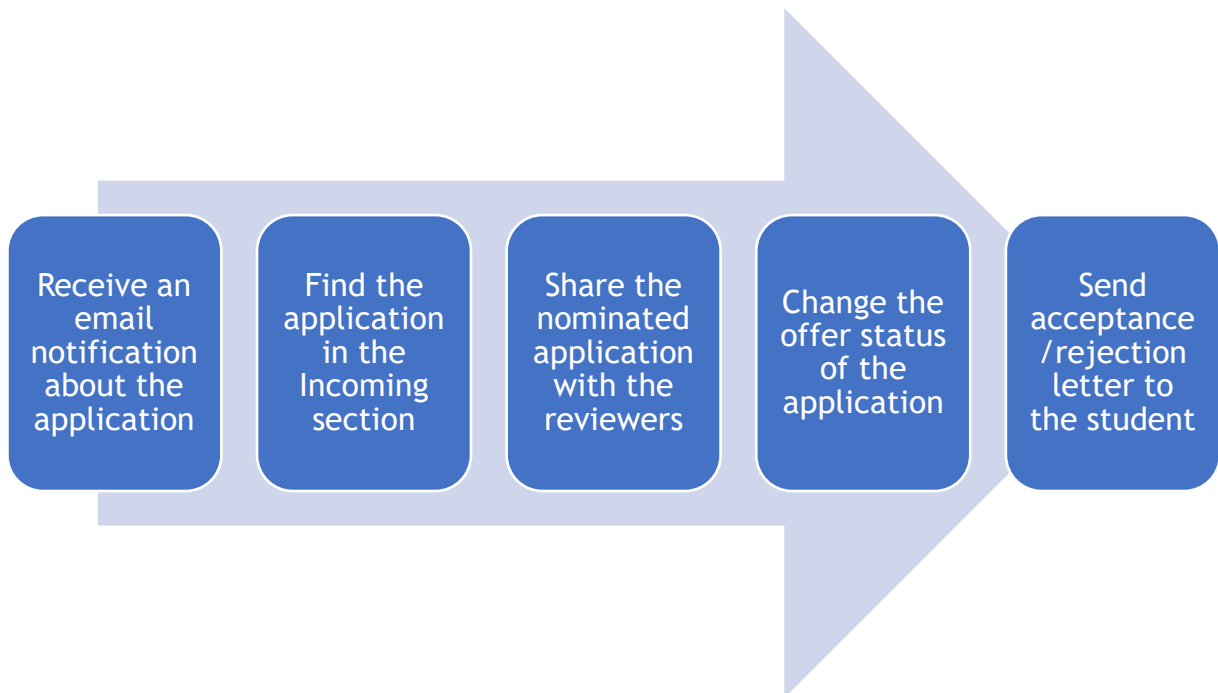 Receive an
email
notification
about the
application
Find the
application
in the
Incoming
section
Share the
nominated
application
with the
reviewers
Change the
offer status
of the
application
Send
acceptance
/rejection
letter to
the student